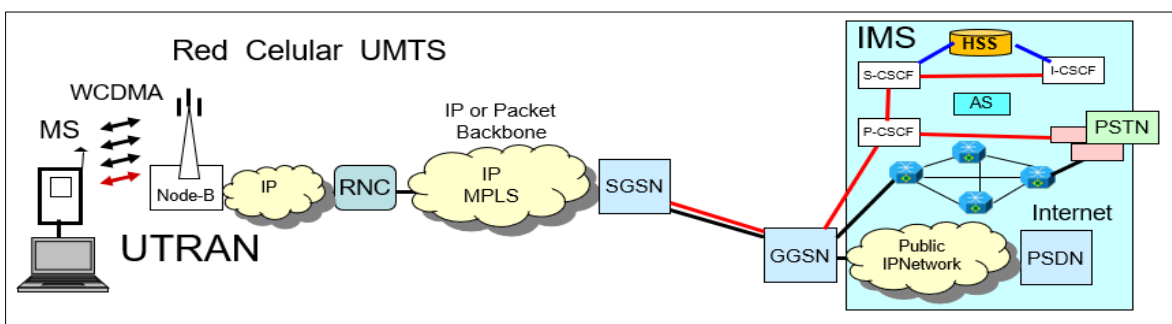 Red Celular UMTS
IMS
HSS
S-CSCF
I-CSCF
WCDMA
IP or Packet
Backbone
AS
MS
P-CSCF
PSTN
Node-B
IP
RNC
IP
MPLS
SGSN
Internet
UTRAN
GGSN
Public
IPNetwork
PSDN